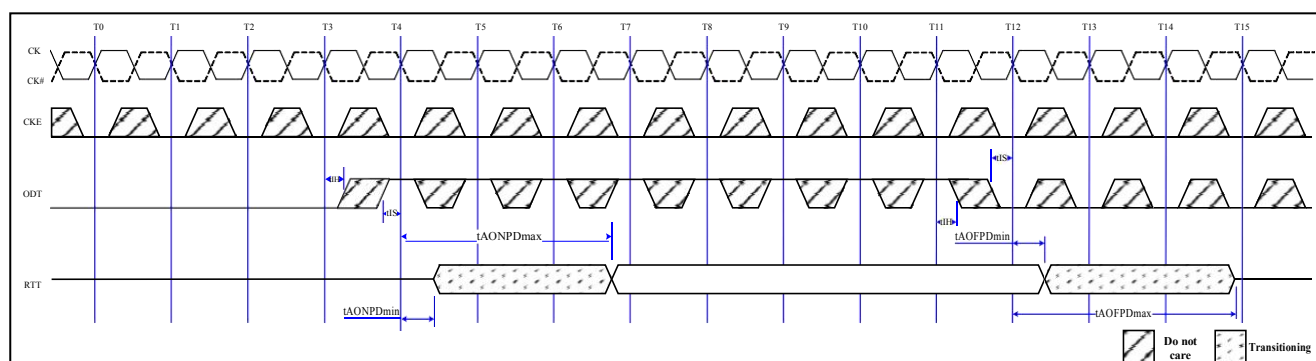 T0 T1 T2 T3 T4 T5 T6 T7 T8 T9 T10 T11 T12 T13 T14 T15
CK
CK#
CKE
tIS
tIH
ODT
tIS
tIH
tAONPDmax
tAOFPDmin
RTT
tAONPDmin
tAOFPDmax
Do not care
Transitioning